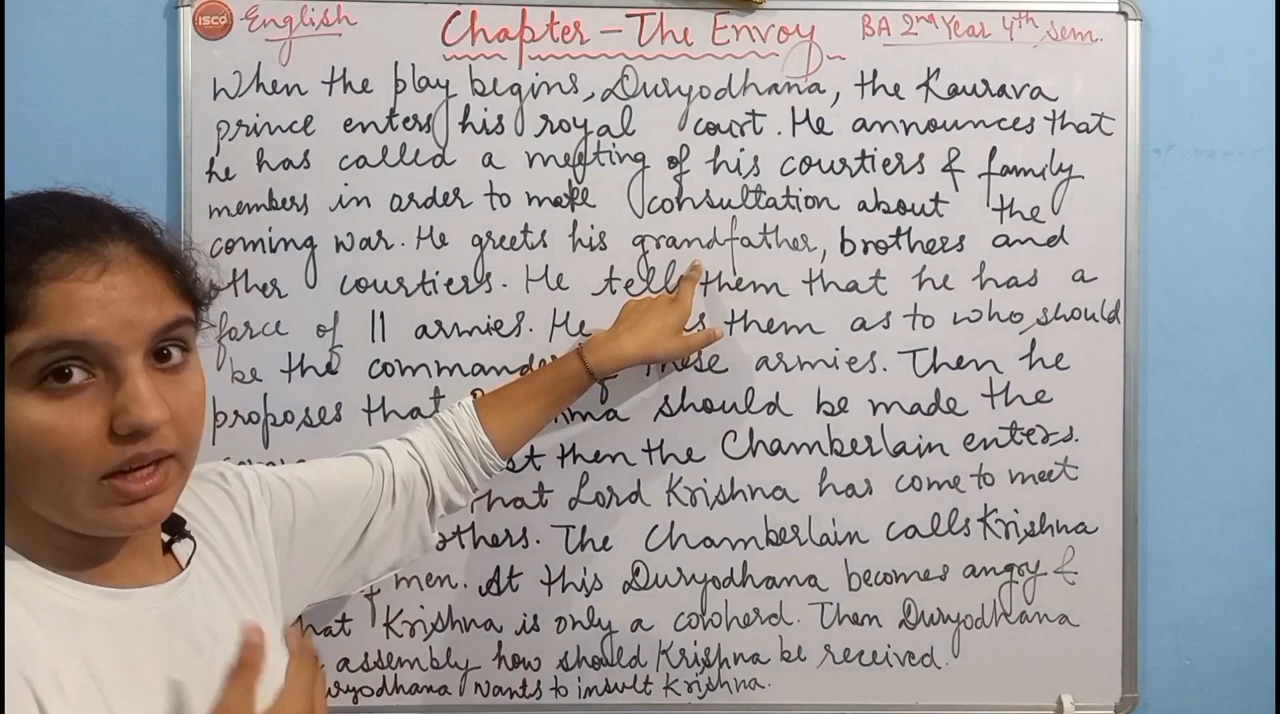 ISCO English Chapter - The Envoy BA 2nd Year 4th sem.
When the play begins, Duryodhana, the Kaurava
prince enters his royal court. He announces that
he has called a meeting of his courtiers & family
members in order to make consultation about the
coming war. He greets his grandfather, brothers and
other courtiers. He tells them that he has a
force of 11 armies. He them as to who should
be the commander these armies. Then he
proposes that should be made the
then the Chamberlain enters.
that Lord Krishna has come to meet
others. The Chamberlain calls Krishna
men. At this Duryodhana becomes angry &
Krishna is only a cowherd. Then Duryodhana
assembly how should Krishna be received.
wants to insult Krishna.